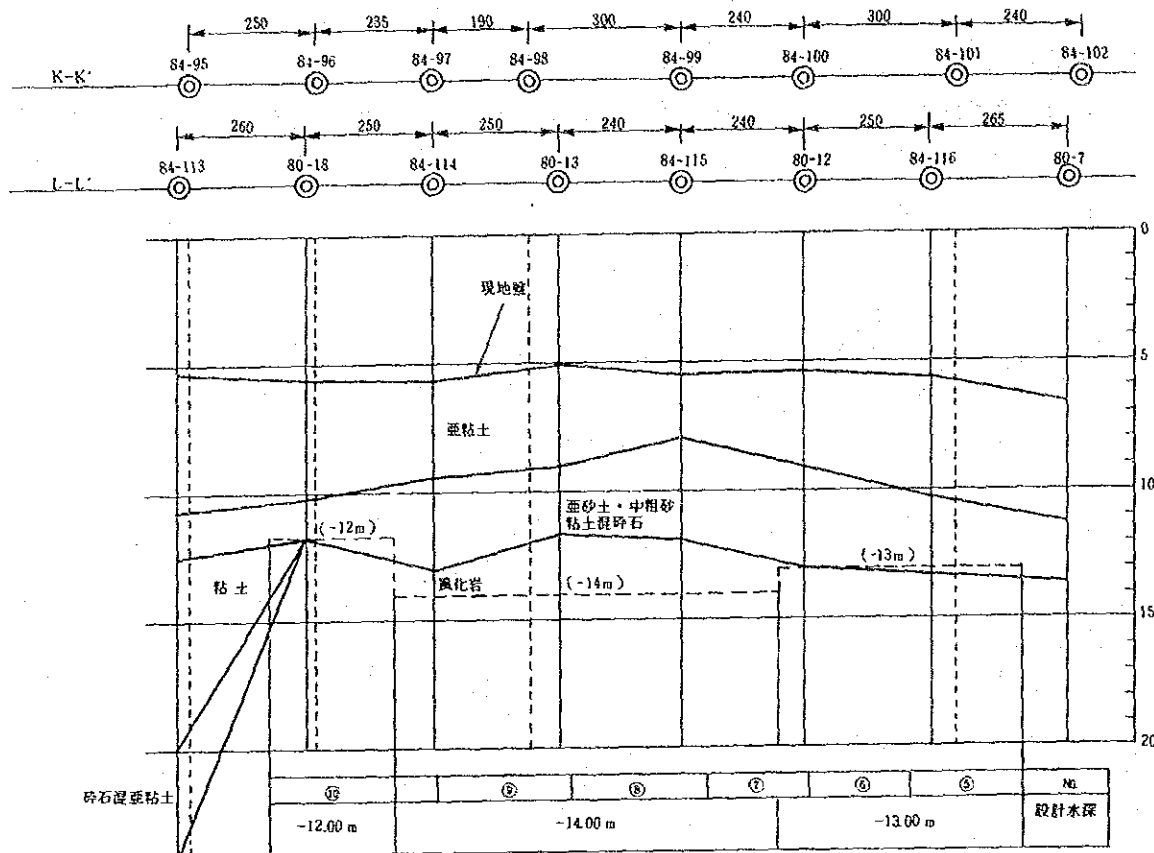 250 235 190 300 240 300 240
84-95 84-96 84-97 84-98 84-99 84-100 84-101 84-102
K-K'
260 250 250 240 240 250 265
84-113 80-18 84-114 80-13 84-115 80-12 84-116 80-7
L-L'
0
現地盤
5
亜粘土
10
亜砂土・中粗砂
粘土混砕石
(-12m)
(-13m)
粘土
風化岩
(-14m)
15
20
砕石混亜粘土
⑩ ⑨ ⑧ ⑦ ⑥ ⑤ No.
-12.00 m -14.00 m -13.00 m 設計水深